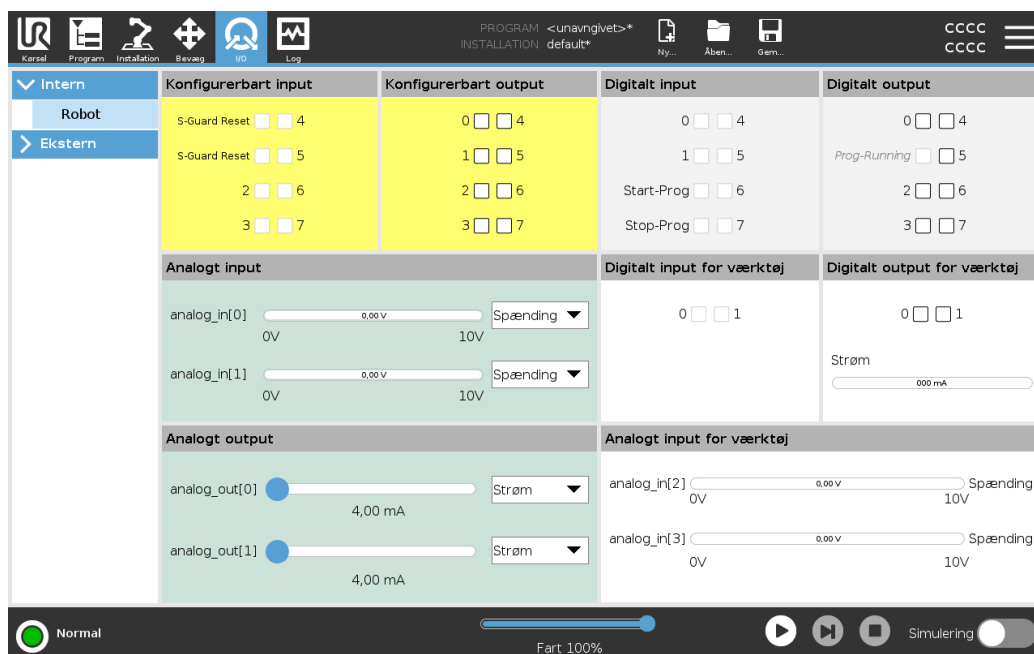 PROGRAM <unavngivet>*
INSTALLATION default*
Kørsel
Program
Installation
Bevæg
I/O
Log
Ny...
Åben...
Gem...
CCCC
CCCC
Intern
Robot
Ekstern
Konfigurerbart input
S-Guard Reset 4
S-Guard Reset 5
2 6
3 7
Konfigurerbart output
0 4
1 5
2 6
3 7
Digitalt input
0 4
1 5
Start-Prog 6
Stop-Prog 7
Digitalt output
0 4
Prog-Running 5
2 6
3 7
Analogt input
analog_in[0] 0,00 V Spænding
0V 10V
analog_in[1] 0,00 V Spænding
0V 10V
Digitalt input for værktøj
0 1
Digitalt output for værktøj
0 1
Strøm
000 mA
Analogt output
analog_out[0] Strøm
4,00 mA
analog_out[1] Strøm
4,00 mA
Analogt input for værktøj
analog_in[2] 0,00 V Spænding
0V 10V
analog_in[3] 0,00 V Spænding
0V 10V
Normal
Fart 100%
Simulering